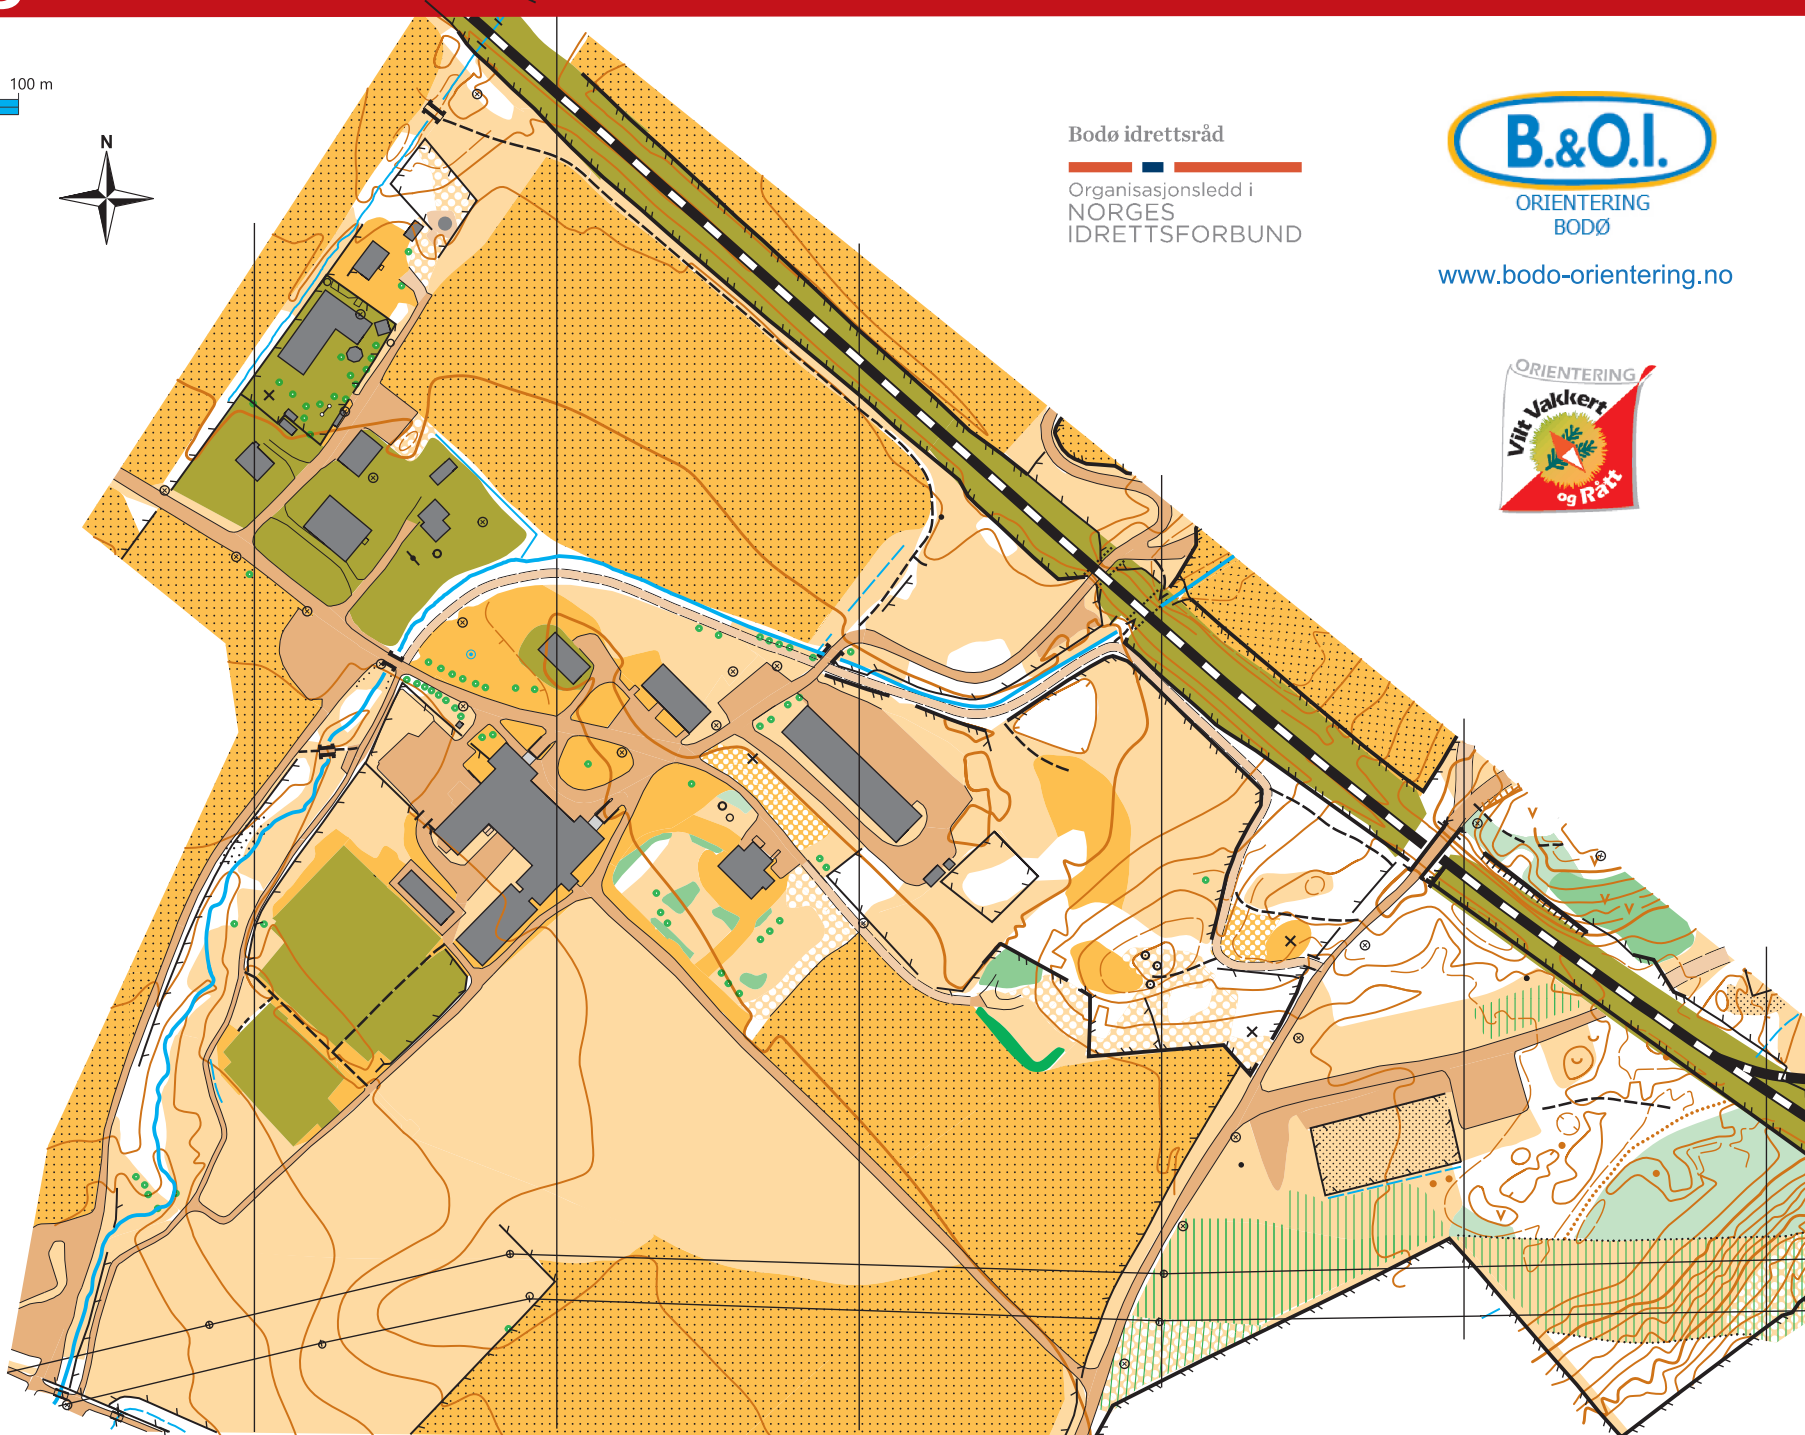 100 m
N
Bodø idrettsråd
Organisasjonsledd i
NORGES
IDRETTSFORBUND
B.&O.I.
ORIENTERING
BODØ
www.bodo-orientering.no
ORIENTERING
Vilt Vakkert
og Rått